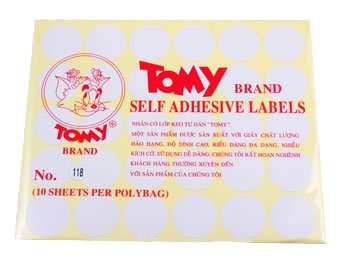 TOMY BRAND
SELF ADHESIVE LABELS
NHÃN CÓ LỚP KEO TỰ DÁN "TOMY".
MỘT SẢN PHẨM ĐƯỢC SẢN XUẤT VỚI GIẤY CHẤT LƯỢNG
HẢO HẠNG, ĐỘ DÍNH CAO, KIỂU DÁNG ĐA DẠNG, NHIỀU
KÍCH CỠ, SỬ DỤNG DỄ DÀNG. CHÚNG TÔI RẤT HOAN NGHÊNH
KHÁCH HÀNG THƯỜNG XUYÊN ĐẾN
VỚI SẢN PHẨM CỦA CHÚNG TÔI
TOMY
BRAND
No. 118
(10 SHEETS PER POLYBAG)